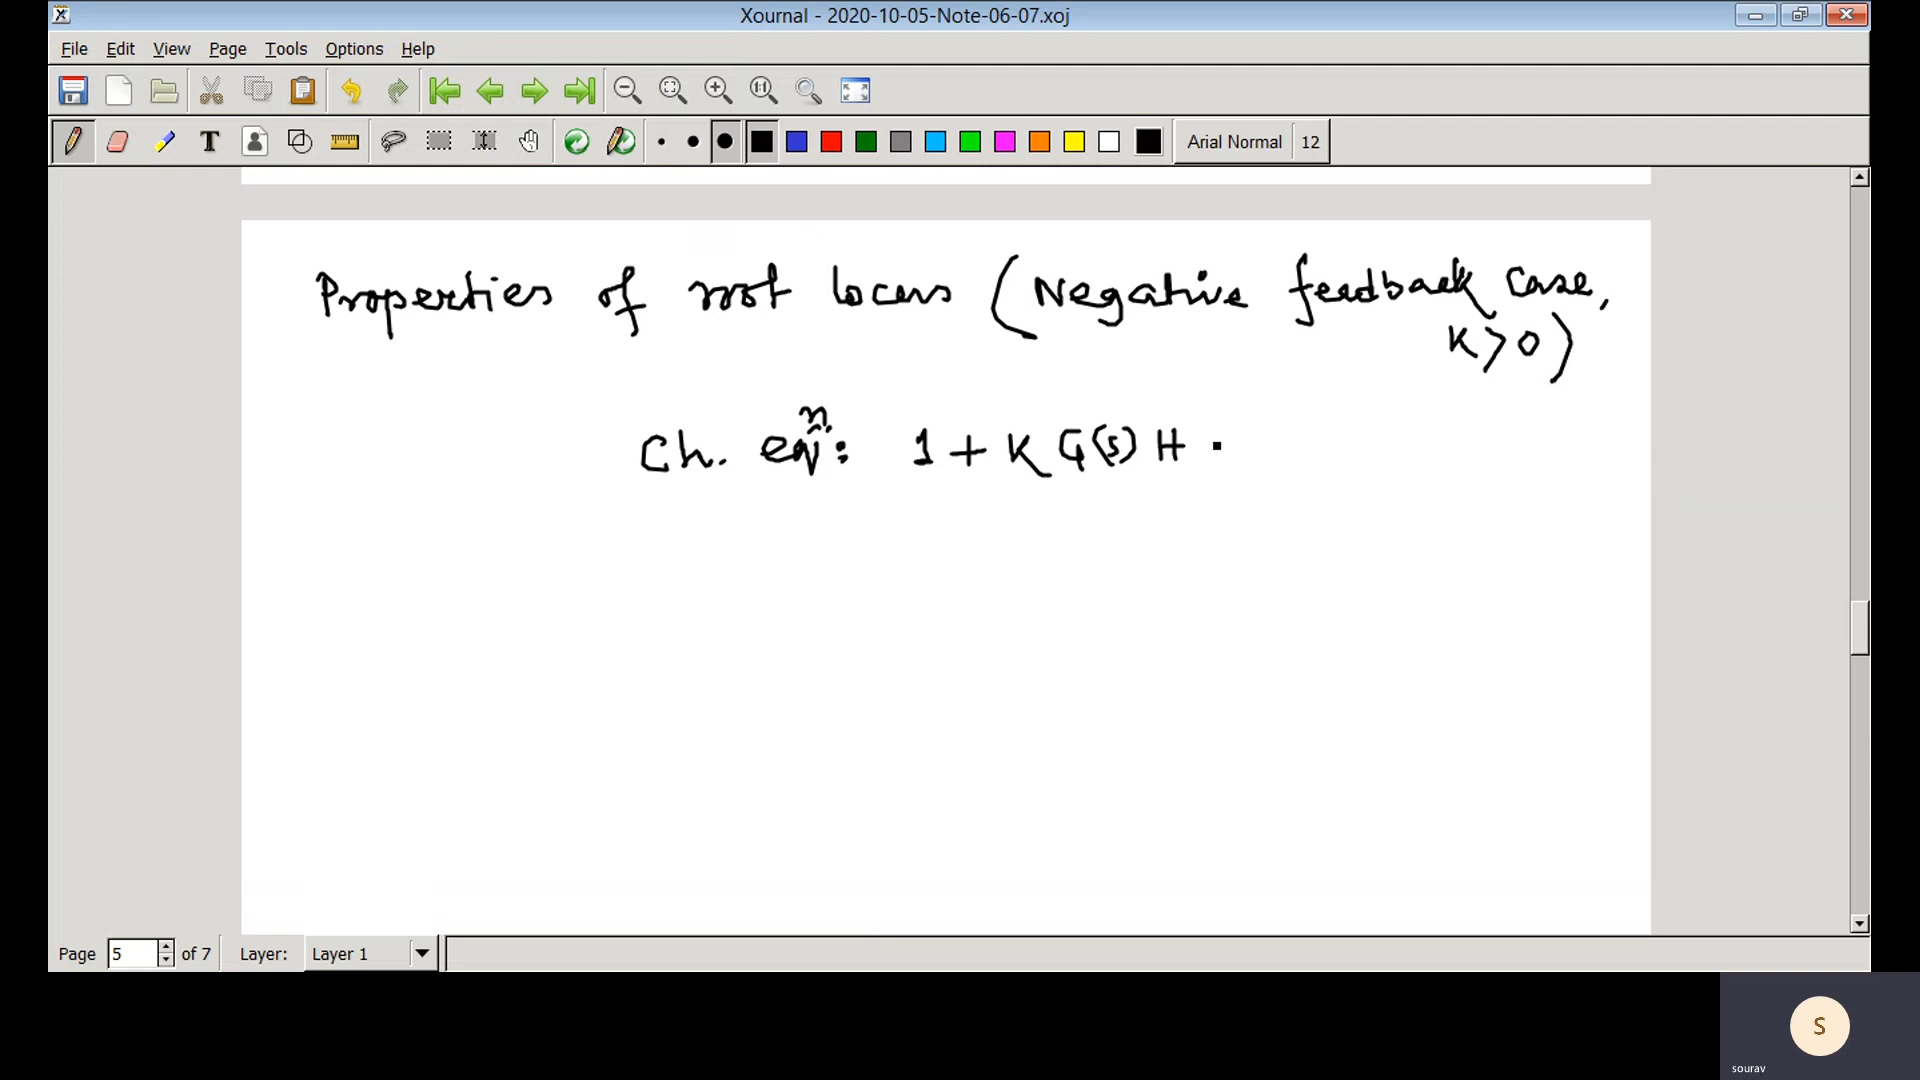 Xournal - 2020-10-05-Note-06-07.xoj
File Edit View Page Tools Options Help
Arial Normal 12
Properties of root locus (Negative feedback case,
K>0)
Ch. eqⁿ: 1 + K G(s) H
Page 5 of 7 Layer: Layer 1
S
sourav